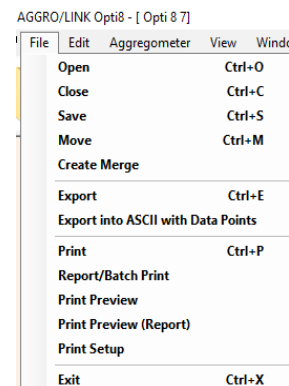 AGGRO/LINK Opti8 - [ Opti 8 7]
File Edit Aggregometer View
Open Ctrl+O
Close Ctrl+C
Save Ctrl+S
Move Ctrl+M
Create Merge
Export Ctrl+E
Export into ASCII with Data Points
Print Ctrl+P
Report/Batch Print
Print Preview
Print Preview (Report)
Print Setup
Exit Ctrl+X